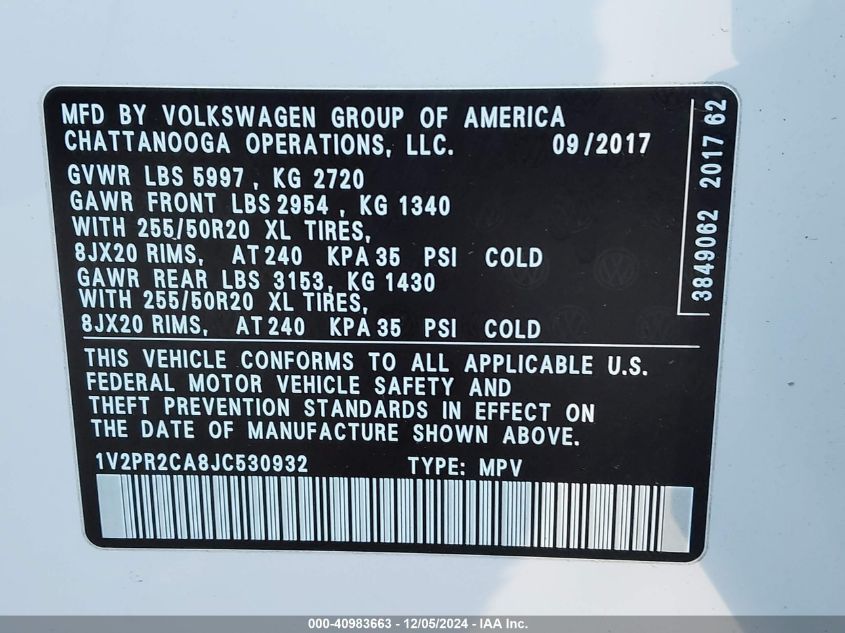 MFD BY VOLKSWAGEN GROUP OF AMERICA
CHATTANOOGA OPERATIONS, LLC. 09/2017
GVWR LBS 5997, KG 2720
GAWR FRONT LBS 2954, KG 1340
WITH 255/50R20 XL TIRES,
8JX20 RIMS, AT 240 KPA 35 PSI COLD
GAWR REAR LBS 3153, KG 1430
WITH 255/50R20 XL TIRES,
8JX20 RIMS, AT 240 KPA 35 PSI COLD
THIS VEHICLE CONFORMS TO ALL APPLICABLE U.S.
FEDERAL MOTOR VEHICLE SAFETY AND
THEFT PREVENTION STANDARDS IN EFFECT ON
THE DATE OF MANUFACTURE SHOWN ABOVE.
1V2PR2CA8JC530932 TYPE: MPV
3849062 2017 62
000-40983663 - 12/05/2024 - IAA, LLC.